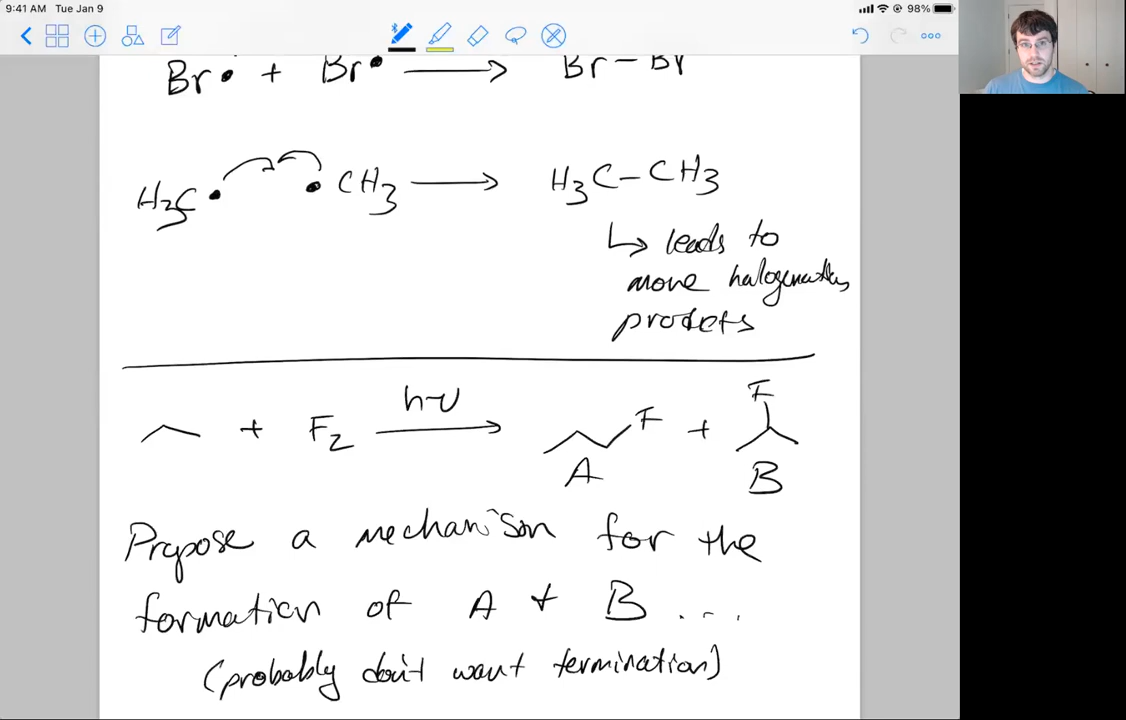 9:41 AM Tue Jan 9
98%
Br• + Br• ⟶ Br-Br
H3C• •CH3 ⟶ H3C-CH3
↳ leads to
more
products
+ F2 hν ⟶ F + F
A B
Propose a mechanism for the
formation of A + B ...
(probably don't want termination)